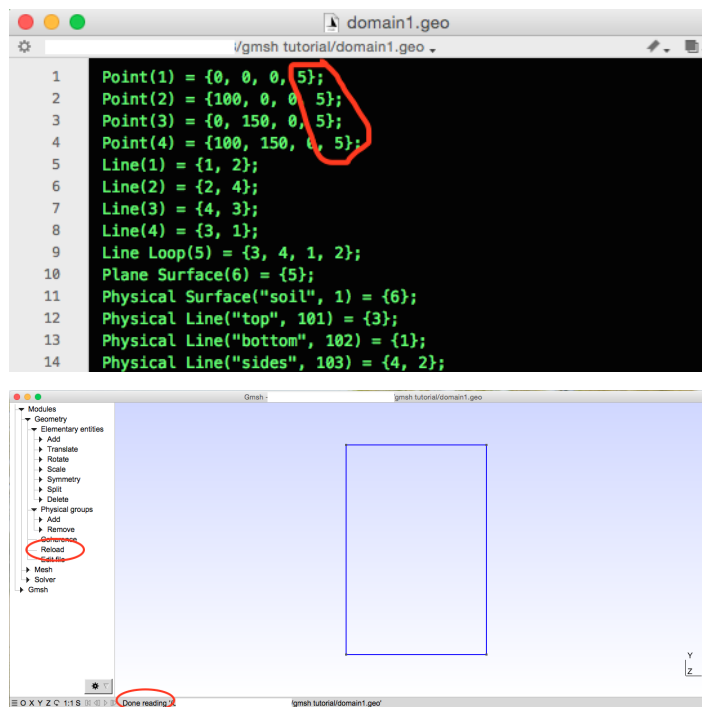 domain1.geo
/gmsh tutorial/domain1.geo
1 Point(1) = {0, 0, 0, 5};
2 Point(2) = {100, 0, 0, 5};
3 Point(3) = {0, 150, 0, 5};
4 Point(4) = {100, 150, 0, 5};
5 Line(1) = {1, 2};
6 Line(2) = {2, 4};
7 Line(3) = {4, 3};
8 Line(4) = {3, 1};
9 Line Loop(5) = {3, 4, 1, 2};
10 Plane Surface(6) = {5};
11 Physical Surface("soil", 1) = {6};
12 Physical Line("top", 101) = {3};
13 Physical Line("bottom", 102) = {1};
14 Physical Line("sides", 103) = {4, 2};
Gmsh - /gmsh tutorial/domain1.geo
Modules
Geometry
Elementary entities
Add
Translate
Rotate
Scale
Symmetry
Split
Delete
Physical groups
Add
Remove
Coherence
Reload
Edit file
Mesh
Solver
Gmsh
Y
Z
O X Y Z 1:1 S Done reading '/gmsh tutorial/domain1.geo'